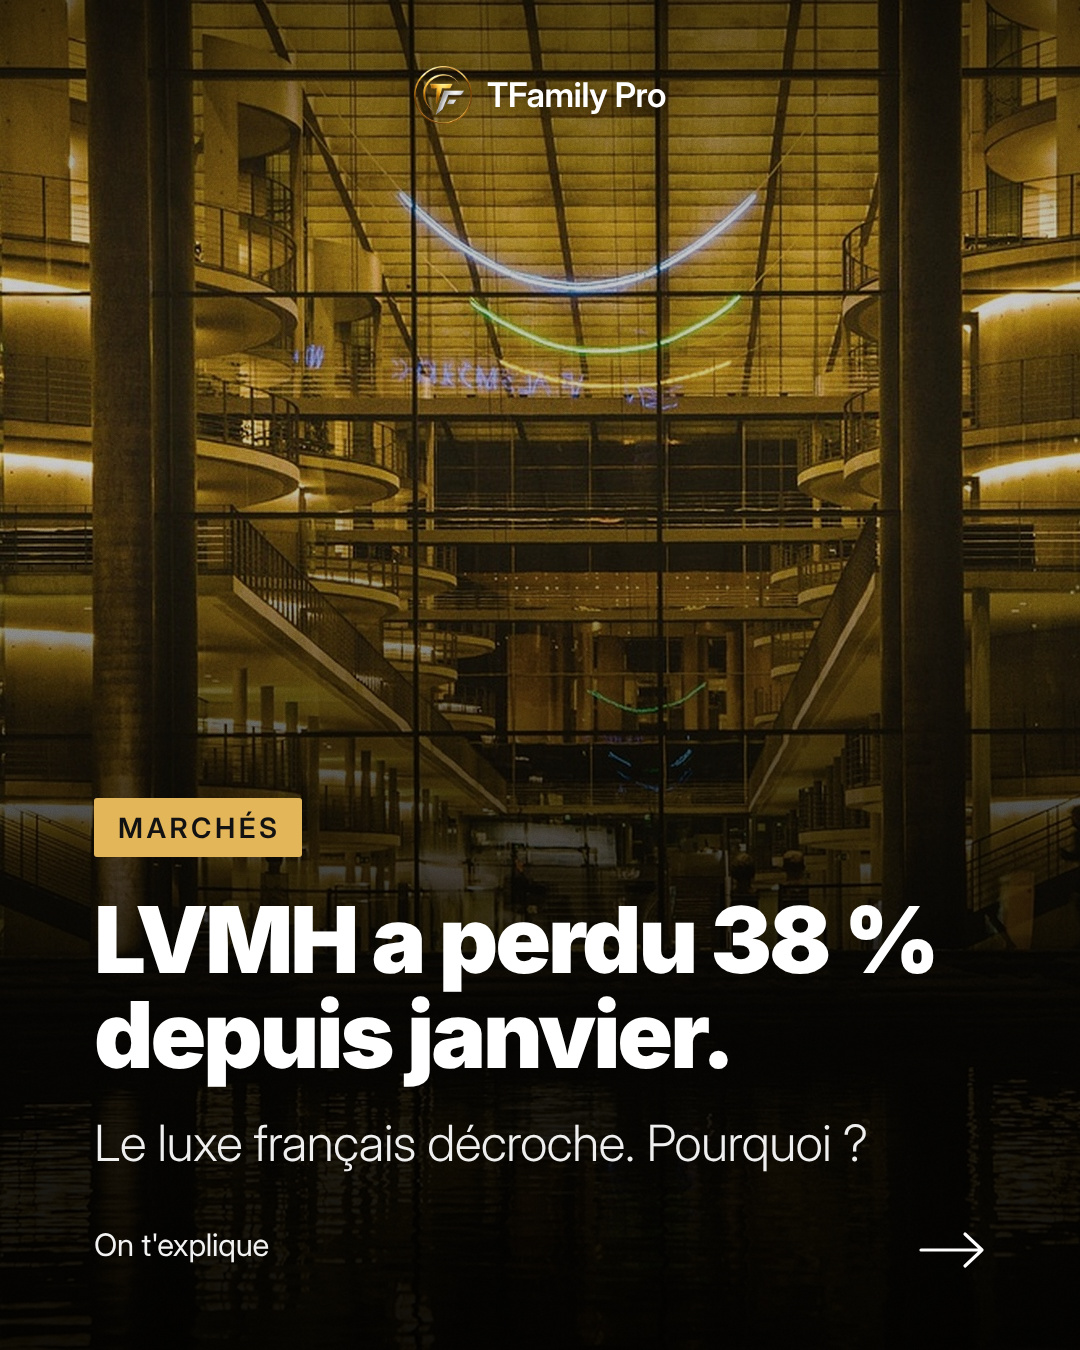 TFamily Pro
MARCHÉS
LVMH a perdu 38 %
depuis janvier.
Le luxe français décroche. Pourquoi ?
On t'explique